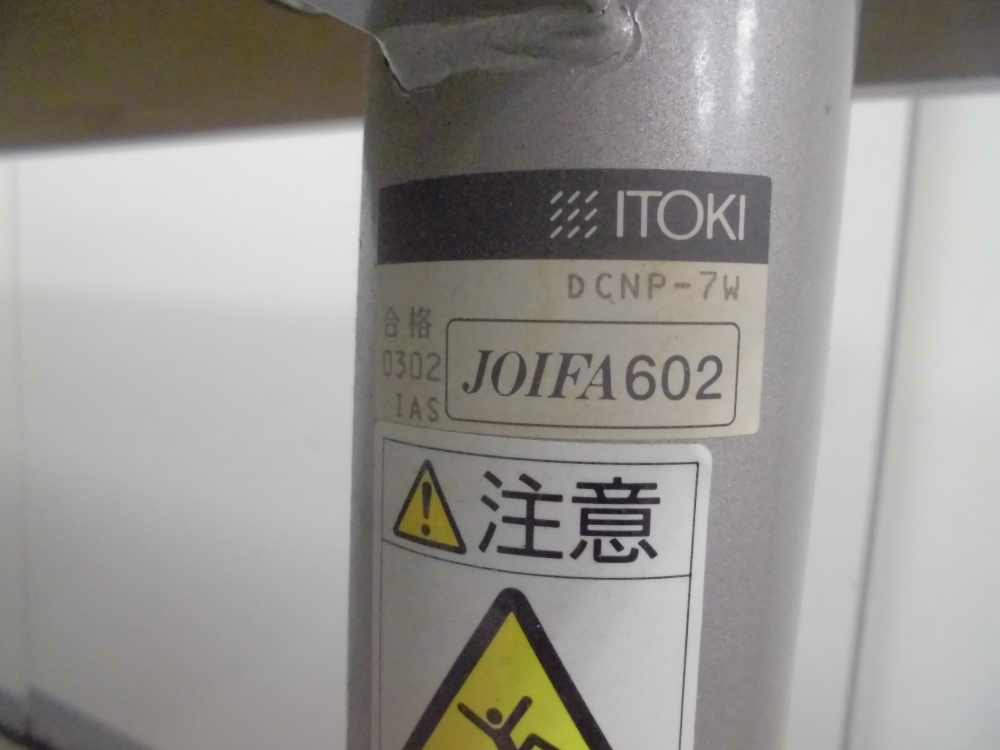 ITOKI
DCNP-7W
合格
0302
IAS
JOIFA602
注意